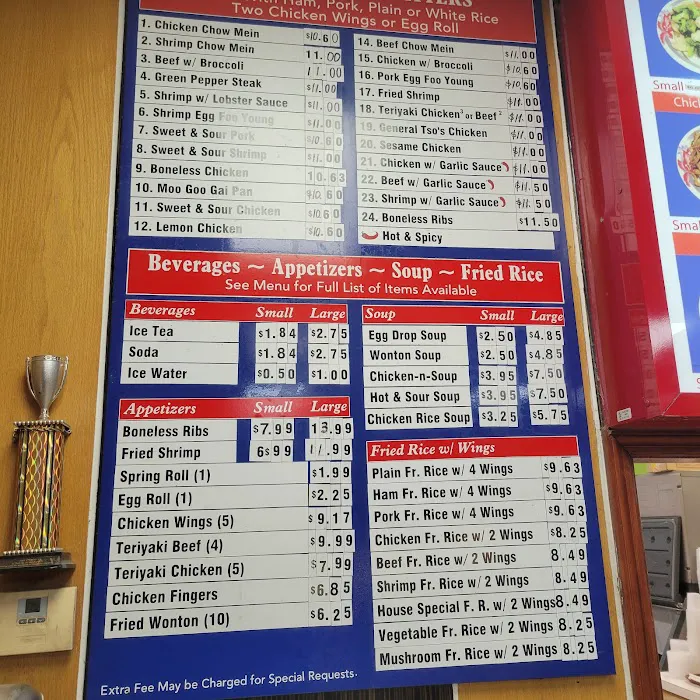 with Ham, Pork, Plain or White Rice
Two Chicken Wings or Egg Roll
1. Chicken Chow Mein $10.60
2. Shrimp Chow Mein 11.00
3. Beef w/ Broccoli 11.00
4. Green Pepper Steak $11.00
5. Shrimp w/ Lobster Sauce $11.00
6. Shrimp Egg Foo Young $11.00
7. Sweet & Sour Pork $10.60
8. Sweet & Sour Shrimp $11.00
9. Boneless Chicken 10.63
10. Moo Goo Gai Pan $10.60
11. Sweet & Sour Chicken $10.60
12. Lemon Chicken $10.60
14. Beef Chow Mein $11.00
15. Chicken w/ Broccoli $10.60
16. Pork Egg Foo Young $10.60
17. Fried Shrimp $11.00
18. Teriyaki Chicken³ or Beef² $11.00
19. General Tso's Chicken $11.00
20. Sesame Chicken $11.00
21. Chicken w/ Garlic Sauce $11.00
22. Beef w/ Garlic Sauce $11.50
23. Shrimp w/ Garlic Sauce $11.50
24. Boneless Ribs $11.50
Hot & Spicy
Beverages ~ Appetizers ~ Soup ~ Fried Rice
See Menu for Full List of Items Available
Beverages Small Large
Ice Tea $1.84 $2.75
Soda $1.84 $2.75
Ice Water $0.50 $1.00
Appetizers Small Large
Boneless Ribs $7.99 13.99
Fried Shrimp 6s99 11.99
Spring Roll (1) $1.99
Egg Roll (1) $2.25
Chicken Wings (5) $9.17
Teriyaki Beef (4) $9.99
Teriyaki Chicken (5) $7.99
Chicken Fingers $6.85
Fried Wonton (10) $6.25
Soup Small Large
Egg Drop Soup $2.50 $4.85
Wonton Soup $2.50 $4.85
Chicken-n-Soup $3.95 $7.50
Hot & Sour Soup $3.95 $7.50
Chicken Rice Soup $3.25 $5.75
Fried Rice w/ Wings
Plain Fr. Rice w/ 4 Wings $9.63
Ham Fr. Rice w/ 4 Wings $9.63
Pork Fr. Rice w/ 4 Wings $9.63
Chicken Fr. Rice w/ 2 Wings $8.25
Beef Fr. Rice w/ 2 Wings 8.49
Shrimp Fr. Rice w/ 2 Wings 8.49
House Special F. R. w/ 2 Wings 8.49
Vegetable Fr. Rice w/ 2 Wings 8.25
Mushroom Fr. Rice w/ 2 Wings 8.25
Extra Fee May be Charged for Special Requests.
Small